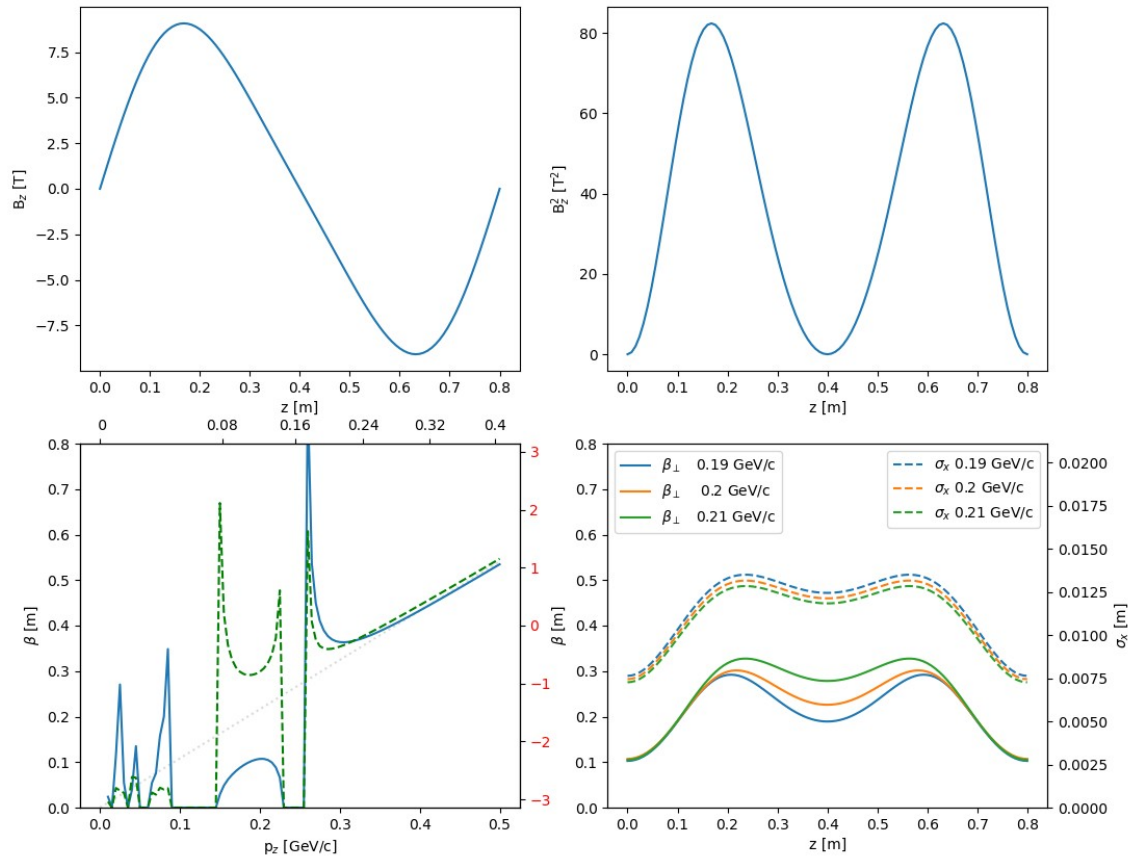 7.5
5.0
2.5
0.0
−2.5
−5.0
−7.5
B_z [T]
0.0 0.1 0.2 0.3 0.4 0.5 0.6 0.7 0.8
z [m]
80
60
40
20
0
B_z^2 [T^2]
0.0 0.1 0.2 0.3 0.4 0.5 0.6 0.7 0.8
z [m]
0 0.08 0.16 0.24 0.32 0.4
0.8
0.7
0.6
0.5
0.4
0.3
0.2
0.1
0.0
β [m]
3
2
1
0
−1
−2
−3
0.0 0.1 0.2 0.3 0.4 0.5
p_z [GeV/c]
0.8
0.7
0.6
0.5
0.4
0.3
0.2
0.1
0.0
β [m]
β⊥ 0.19 GeV/c
β⊥ 0.2 GeV/c
β⊥ 0.21 GeV/c
σ_x 0.19 GeV/c
σ_x 0.2 GeV/c
σ_x 0.21 GeV/c
0.0200
0.0175
0.0150
0.0125
0.0100
0.0075
0.0050
0.0025
0.0000
σ_x [m]
0.0 0.1 0.2 0.3 0.4 0.5 0.6 0.7 0.8
z [m]